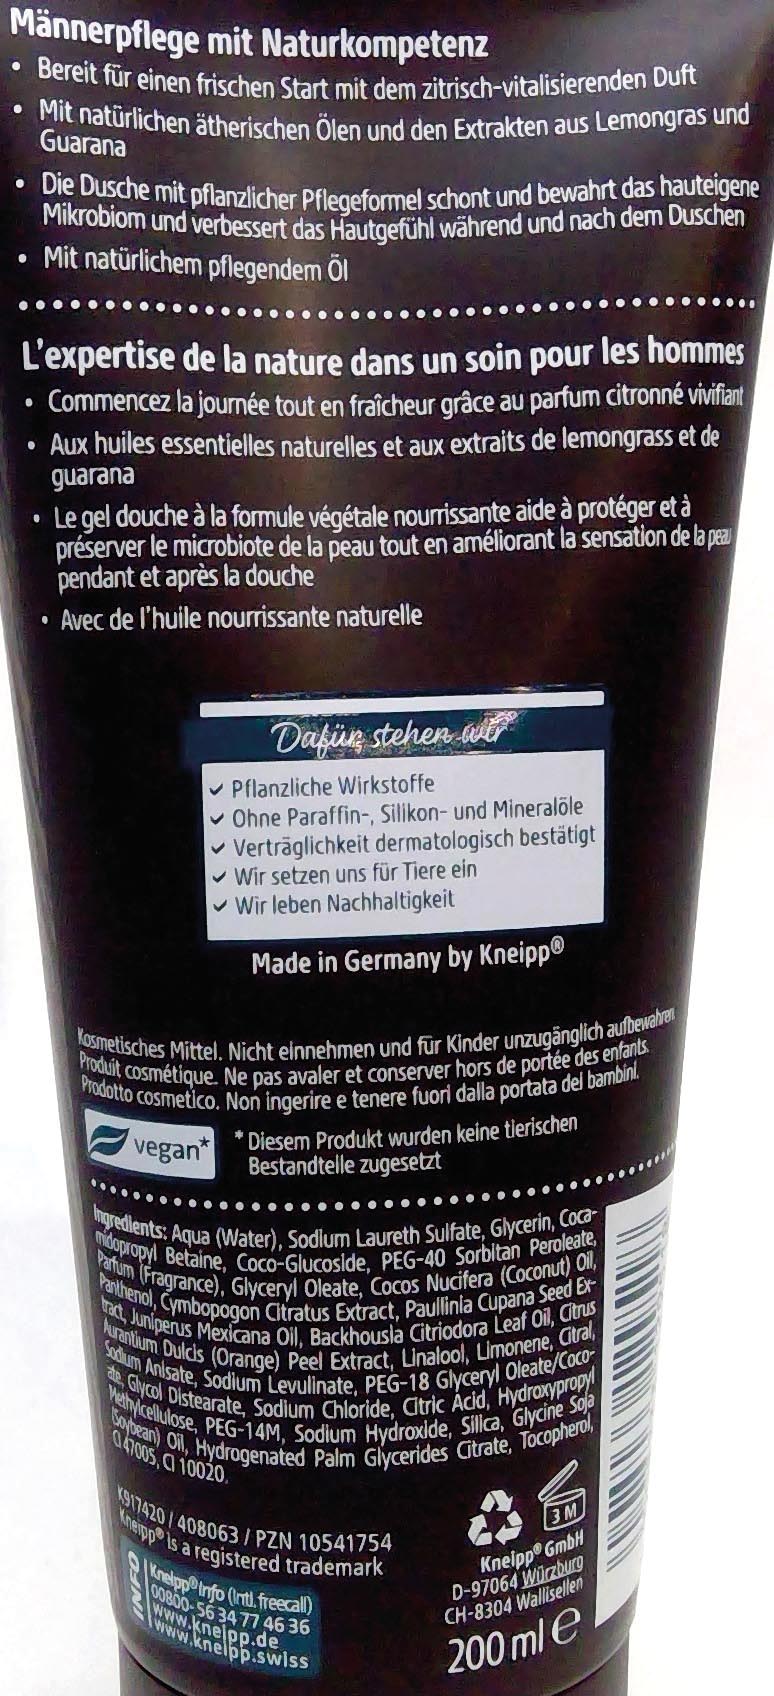 Männerpflege mit Naturkompetenz
• Bereit für einen frischen Start mit dem zitrisch-vitalisierenden Duft
• Mit natürlichen ätherischen Ölen und den Extrakten aus Lemongras und
Guarana
• Die Dusche mit pflanzlicher Pflegeformel schont und bewahrt das hauteigene
Mikrobiom und verbessert das Hautgefühl während und nach dem Duschen
• Mit natürlichem pflegendem Öl
L'expertise de la nature dans un soin pour les hommes
• Commencez la journée tout en fraîcheur grâce au parfum citronné vivifiant
• Aux huiles essentielles naturelles et aux extraits de lemongrass et de
guarana
• Le gel douche à la formule végétale nourrissante aide à protéger et à
préserver le microbiote de la peau tout en améliorant la sensation de la peau
pendant et après la douche
• Avec de l'huile nourrissante naturelle
Dafür stehen wir
✓ Pflanzliche Wirkstoffe
✓ Ohne Paraffin-, Silikon- und Mineralöle
✓ Verträglichkeit dermatologisch bestätigt
✓ Wir setzen uns für Tiere ein
✓ Wir leben Nachhaltigkeit
Made in Germany by Kneipp®
Kosmetisches Mittel. Nicht einnehmen und für Kinder unzugänglich aufbewahren.
Produit cosmétique. Ne pas avaler et conserver hors de portée des enfants.
Prodotto cosmetico. Non ingerire e tenere fuori dalla portata dei bambini.
vegan*
* Diesem Produkt wurden keine tierischen
Bestandteile zugesetzt
Ingredients: Aqua (Water), Sodium Laureth Sulfate, Glycerin, Coca-
midopropyl Betaine, Coco-Glucoside, PEG-40 Sorbitan Peroleate,
Parfum (Fragrance), Glyceryl Oleate, Cocos Nucifera (Coconut) Oil,
Panthenol, Cymbopogon Citratus Extract, Paullinia Cupana Seed Ex-
tract, Juniperus Mexicana Oil, Backhousia Citriodora Leaf Oil, Citrus
Aurantium Dulcis (Orange) Peel Extract, Linalool, Limonene, Citral,
Sodium Anisate, Sodium Levulinate, PEG-18 Glyceryl Oleate/Coco-
ate, Glycol Distearate, Sodium Chloride, Citric Acid, Hydroxypropyl
Methylcellulose, PEG-14M, Sodium Hydroxide, Silica, Glycine Soja
(Soybean) Oil, Hydrogenated Palm Glycerides Citrate, Tocopherol,
CI 47005, CI 10020.
K917420 / 408063 / PZN 10541754
Kneipp® is a registered trademark
INFO
Kneipp® info (intl. freecall)
00800- 56 34 77 46 36
www.kneipp.de
www.kneipp.swiss
3 M
Kneipp® GmbH
D-97064 Würzburg
CH-8304 Wallisellen
200 ml e